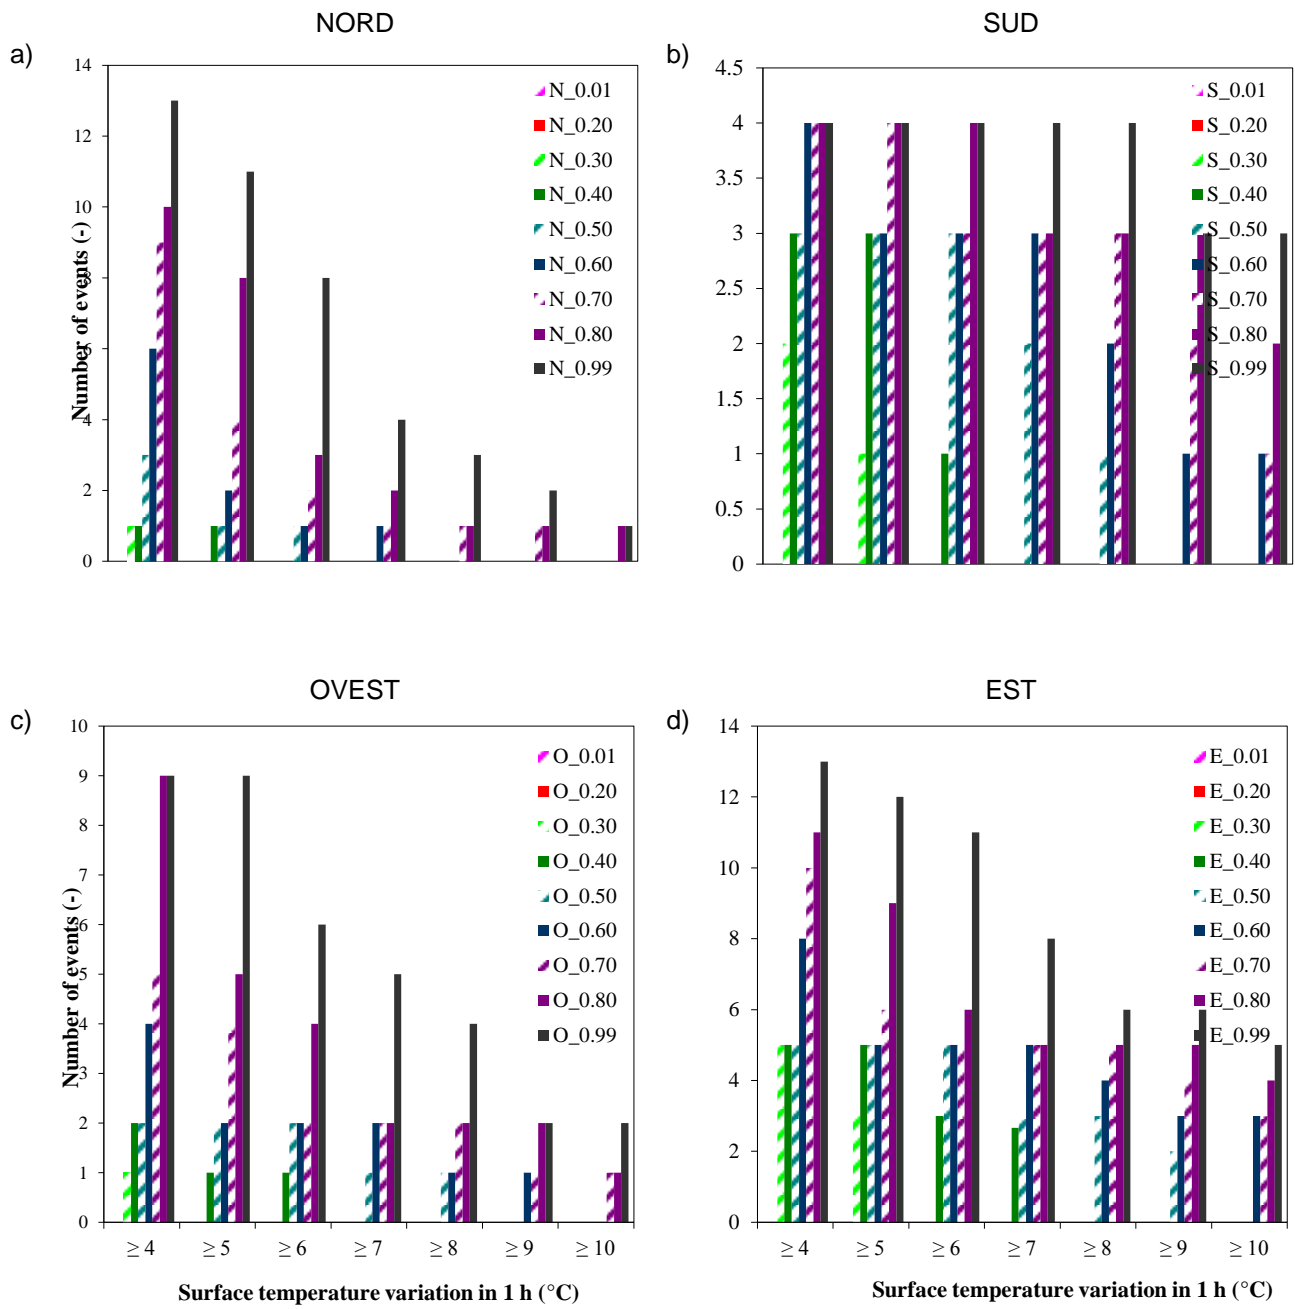 NORD
a)
14
12
10
8
6
4
2
0
Number of events (-)
N_0.01
N_0.20
N_0.30
N_0.40
N_0.50
N_0.60
N_0.70
N_0.80
N_0.99
SUD
b)
4.5
4
3.5
3
2.5
2
1.5
1
0.5
0
S_0.01
S_0.20
S_0.30
S_0.40
S_0.50
S_0.60
S_0.70
S_0.80
S_0.99
OVEST
c)
10
9
8
7
6
5
4
3
2
1
0
Number of events (-)
O_0.01
O_0.20
O_0.30
O_0.40
O_0.50
O_0.60
O_0.70
O_0.80
O_0.99
≥ 4 ≥ 5 ≥ 6 ≥ 7 ≥ 8 ≥ 9 ≥ 10
Surface temperature variation in 1 h (°C)
EST
d)
14
12
10
8
6
4
2
0
E_0.01
E_0.20
E_0.30
E_0.40
E_0.50
E_0.60
E_0.70
E_0.80
E_0.99
≥ 4 ≥ 5 ≥ 6 ≥ 7 ≥ 8 ≥ 9 ≥ 10
Surface temperature variation in 1 h (°C)